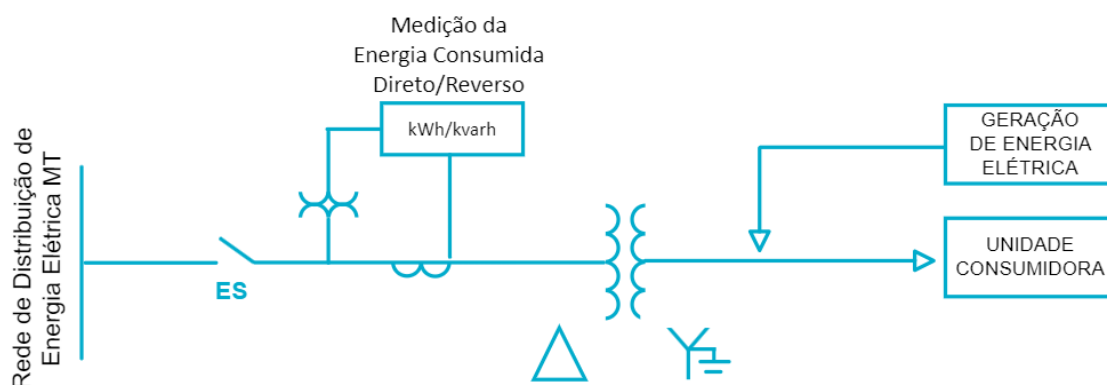 Medição da
Energia Consumida
Direto/Reverso
kWh/kvarh
Rede de Distribuição de
Energia Elétrica MT
ES
GERAÇÃO
DE ENERGIA
ELÉTRICA
UNIDADE
CONSUMIDORA